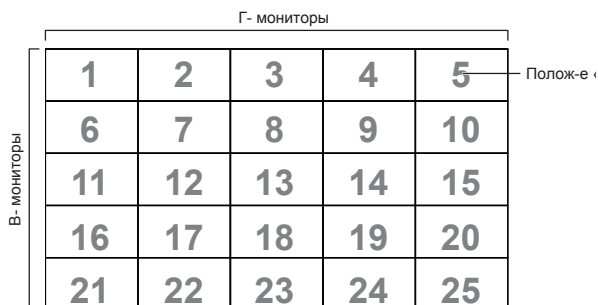 Г- мониторы
1 2 3 4 5
Полож-е «
6 7 8 9 10
В- мониторы
11 12 13 14 15
16 17 18 19 20
21 22 23 24 25